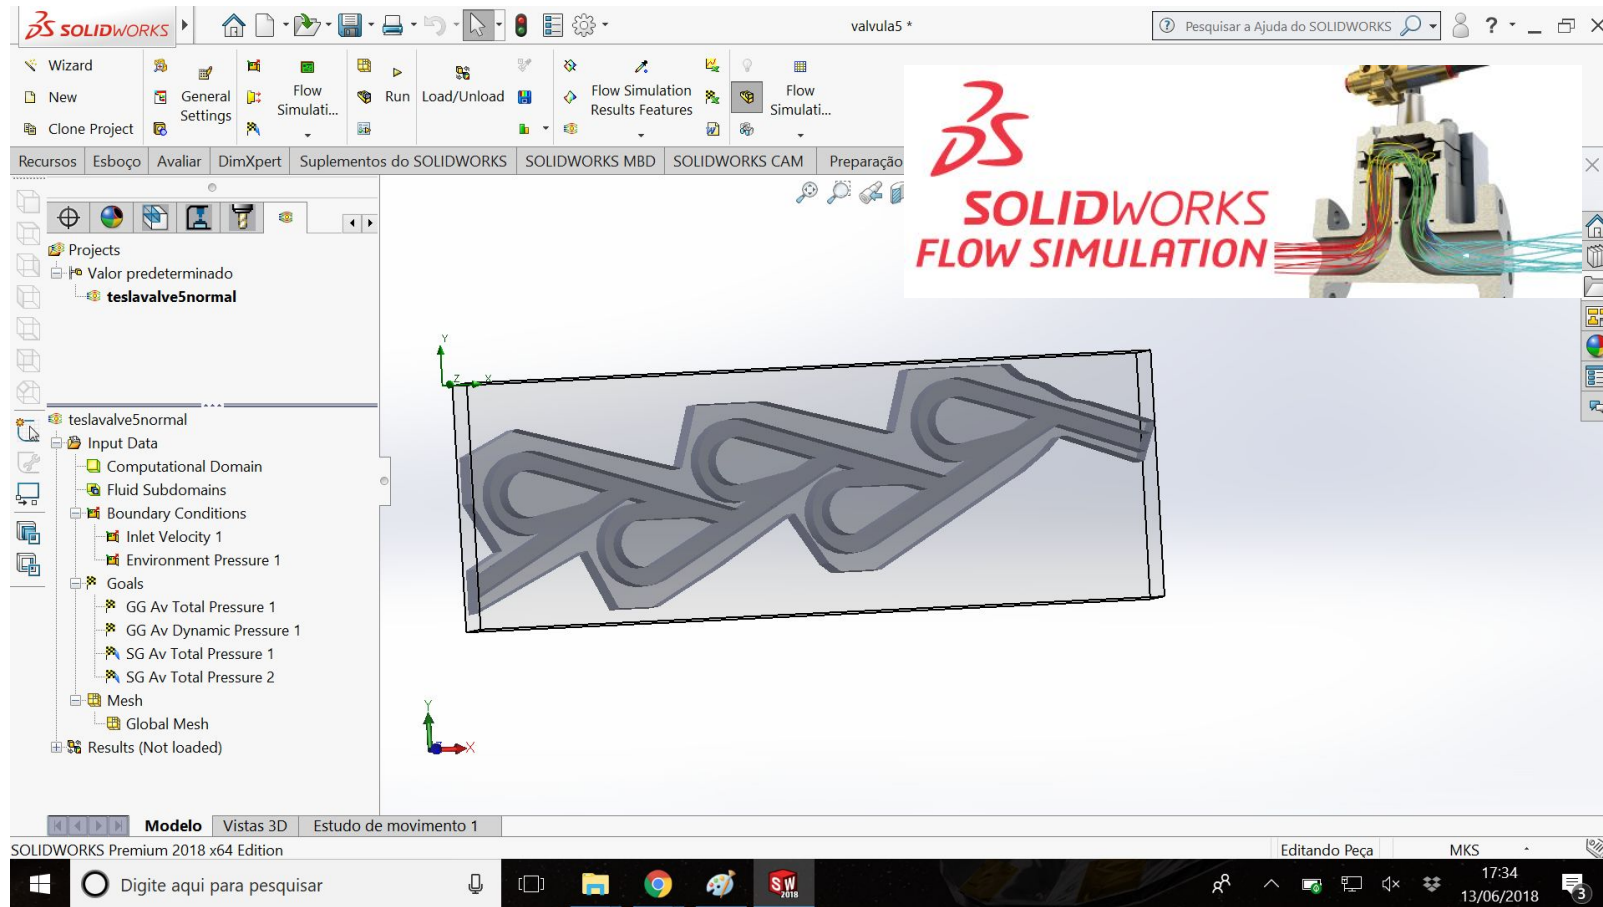 SOLIDWORKS
valvula5 *
Pesquisar a Ajuda do SOLIDWORKS
?
Wizard
New
Clone Project
General Settings
Flow Simulati...
Run
Load/Unload
Flow Simulation Results Features
Flow Simulati...
SOLIDWORKS
FLOW SIMULATION
Recursos
Esboço
Avaliar
DimXpert
Suplementos do SOLIDWORKS
SOLIDWORKS MBD
SOLIDWORKS CAM
Preparação
Projects
Valor predeterminado
teslavalve5normal
teslavalve5normal
Input Data
Computational Domain
Fluid Subdomains
Boundary Conditions
Inlet Velocity 1
Environment Pressure 1
Goals
GG Av Total Pressure 1
GG Av Dynamic Pressure 1
SG Av Total Pressure 1
SG Av Total Pressure 2
Mesh
Global Mesh
Results (Not loaded)
Y
Z
X
Y
Z
X
Modelo
Vistas 3D
Estudo de movimento 1
SOLIDWORKS Premium 2018 x64 Edition
Editando Peça
MKS
Digite aqui para pesquisar
SW
2018
17:34
13/06/2018
3